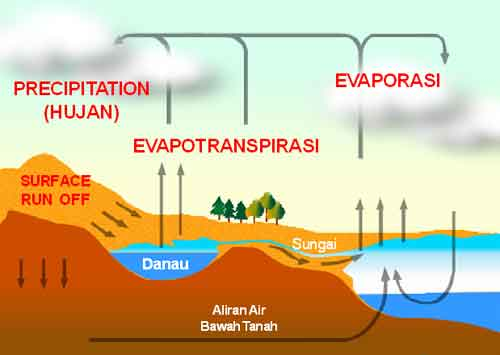 PRECIPITATION
(HUJAN)
EVAPORASI
EVAPOTRANSPIRASI
SURFACE
RUN OFF
Sungai
Danau
Aliran Air
Bawah Tanah